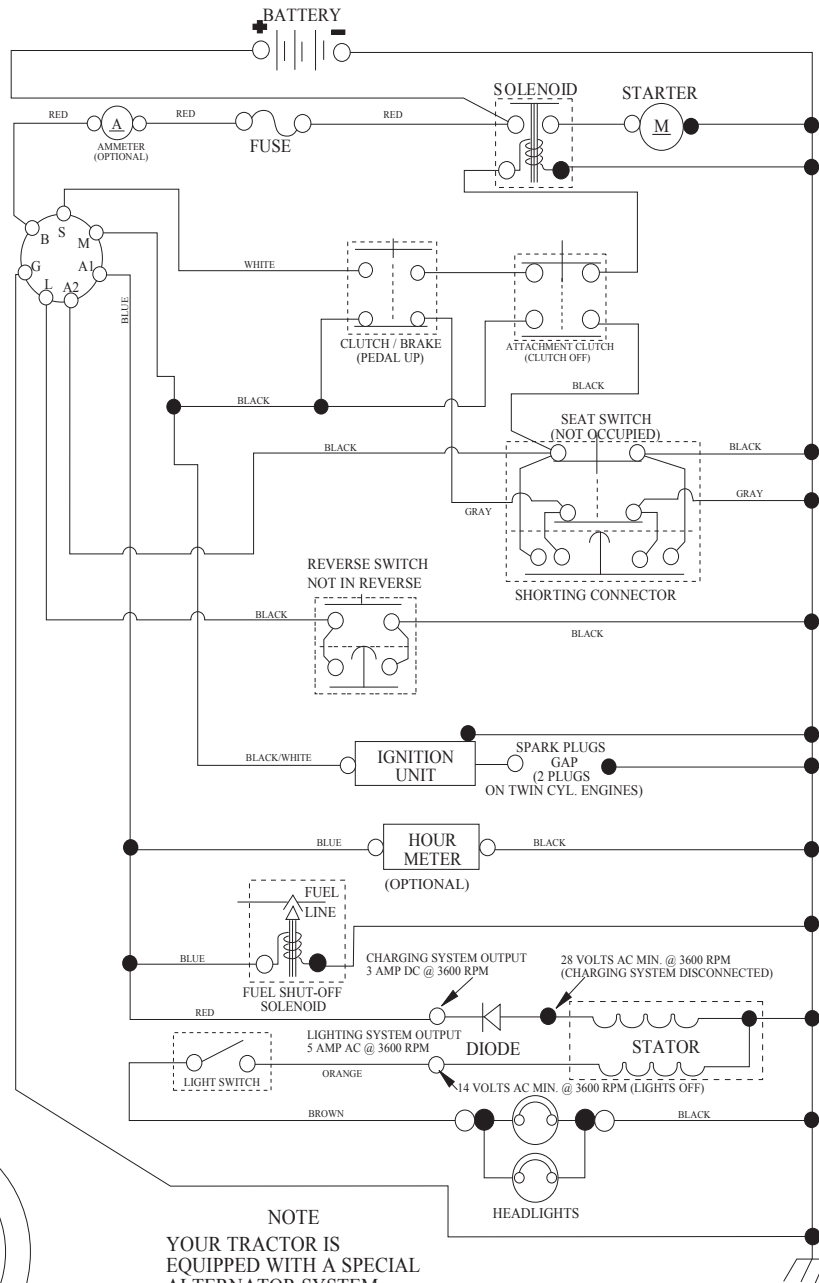 BATTERY
+ -
SOLENOID
STARTER
RED
A
RED
RED
M
AMMETER
(OPTIONAL)
FUSE
B
S
M
G
A1
L
A2
BLUE
WHITE
CLUTCH / BRAKE
(PEDAL UP)
ATTACHMENT CLUTCH
(CLUTCH OFF)
BLACK
BLACK
SEAT SWITCH
(NOT OCCUPIED)
BLACK
BLACK
GRAY
GRAY
REVERSE SWITCH
NOT IN REVERSE
SHORTING CONNECTOR
BLACK
BLACK
BLACK/WHITE
IGNITION
UNIT
SPARK PLUGS
GAP
(2 PLUGS
ON TWIN CYL. ENGINES)
BLUE
HOUR
METER
BLACK
(OPTIONAL)
FUEL
LINE
BLUE
FUEL SHUT-OFF
SOLENOID
CHARGING SYSTEM OUTPUT
3 AMP DC @ 3600 RPM
28 VOLTS AC MIN. @ 3600 RPM
(CHARGING SYSTEM DISCONNECTED)
RED
LIGHTING SYSTEM OUTPUT
5 AMP AC @ 3600 RPM
DIODE
STATOR
LIGHT SWITCH
ORANGE
14 VOLTS AC MIN. @ 3600 RPM (LIGHTS OFF)
BROWN
BLACK
HEADLIGHTS
NOTE
YOUR TRACTOR IS
EQUIPPED WITH A SPECIAL
ALTERNATOR SYSTEM